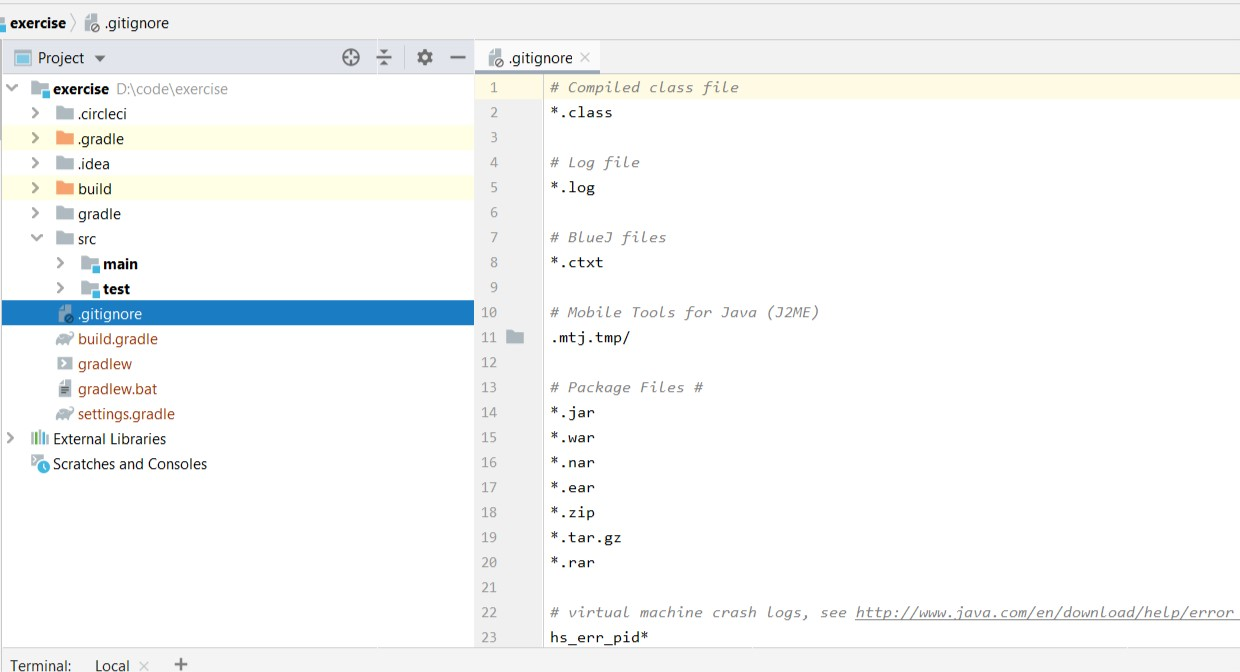 exercise .gitignore
Project
exercise D:\code\exercise
.circleci
.gradle
.idea
build
gradle
src
main
test
.gitignore
build.gradle
gradlew
gradlew.bat
settings.gradle
External Libraries
Scratches and Consoles
.gitignore
1 # Compiled class file
2 *.class
3
4 # Log file
5 *.log
6
7 # BlueJ files
8 *.ctxt
9
10 # Mobile Tools for Java (J2ME)
11 .mtj.tmp/
12
13 # Package Files #
14 *.jar
15 *.war
16 *.nar
17 *.ear
18 *.zip
19 *.tar.gz
20 *.rar
21
22 # virtual machine crash logs, see http://www.java.com/en/download/help/error
23 hs_err_pid*
Terminal: Local +